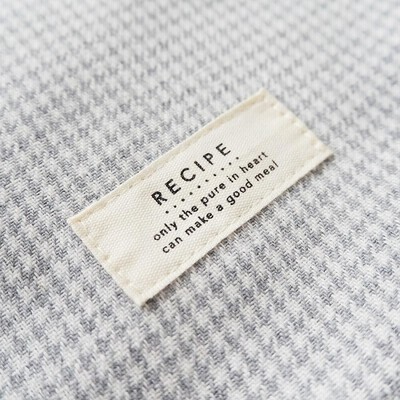 RECIPE
only the pure in heart
can make a good meal